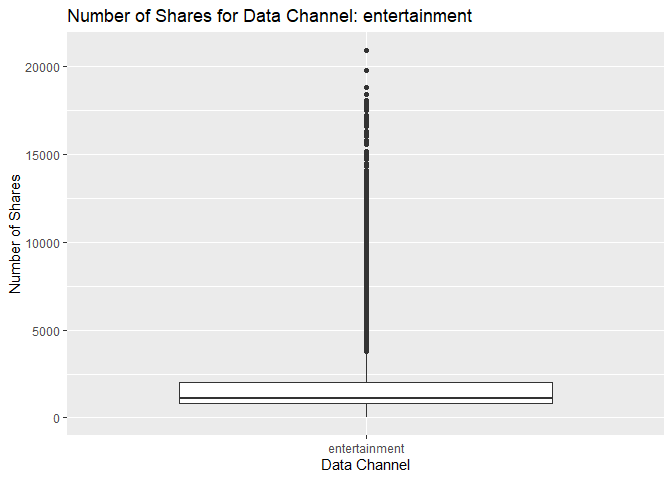 Number of Shares for Data Channel: entertainment
20000
15000
10000
5000
0
Number of Shares
entertainment
Data Channel